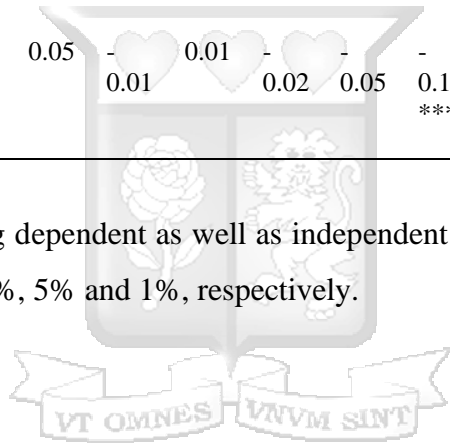 0.05 - 0.01 - - -
0.01 0.02 0.05 0.1
***
g dependent as well as independent
%, 5% and 1%, respectively.
VT OMNES VNVM SINT